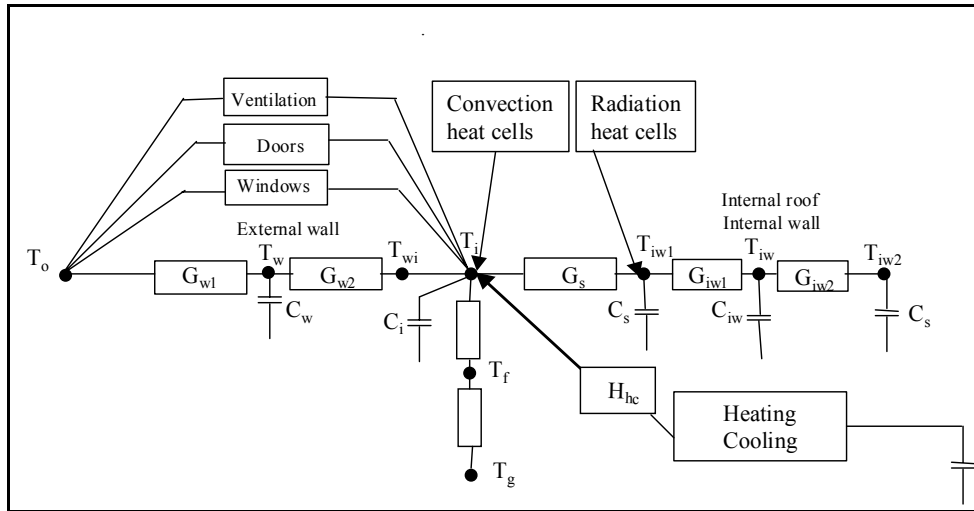 Ventilation
Doors
Windows
Convection
heat cells
Radiation
heat cells
Internal roof
Internal wall
External wall
T_o
G_w1
T_w
G_w2
T_wi
T_i
G_s
T_iw1
G_iw1
T_iw
G_iw2
T_iw2
C_w
C_i
C_s
C_iw
C_s
T_f
H_hc
Heating
Cooling
T_g